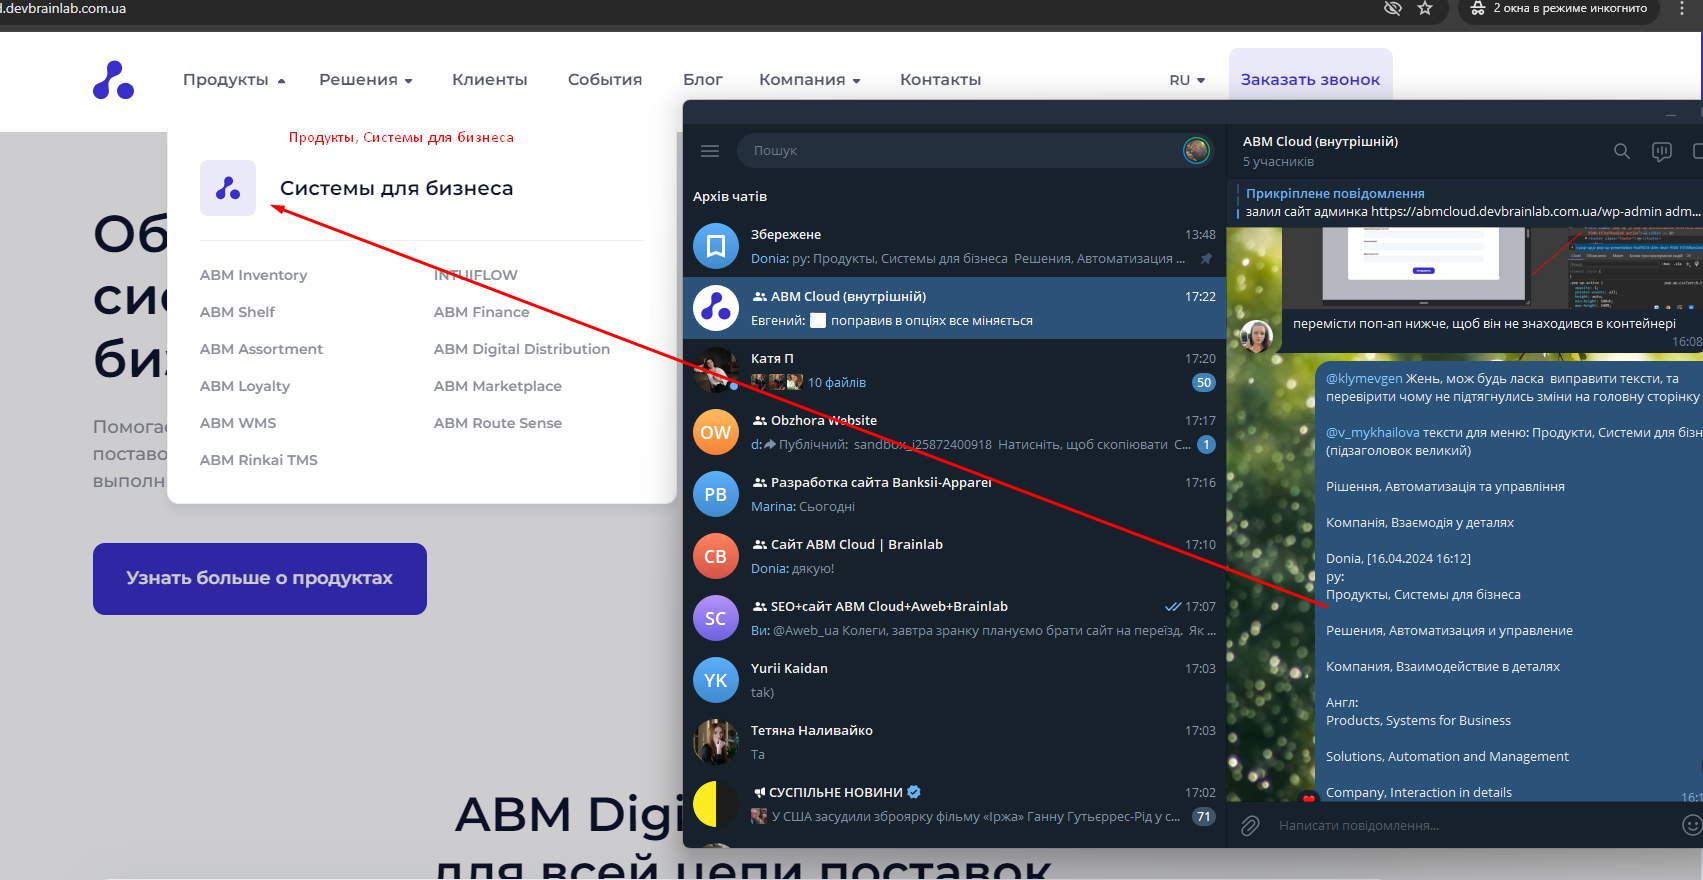 d.devbrainlab.com.ua
2 окна в режиме инкогнито
Продукты
Решения
Клиенты
События
Блог
Компания
Контакты
RU
Заказать звонок
Продукты, Системы для бизнеса
Системы для бизнеса
ABM Inventory
INTUIFLOW
ABM Shelf
ABM Finance
ABM Assortment
ABM Digital Distribution
ABM Loyalty
ABM Marketplace
ABM WMS
ABM Route Sense
ABM Rinkai TMS
Об
си
би
Помога
поставо
выполн
Узнать больше о продуктах
ABM Digi
для всей цепи поставок
Пошук
Архів чатів
Збережене
13:48
Donia: ру: Продукты, Системы для бізнеса Решения, Автоматизация ...
ABM Cloud (внутрішній)
17:22
Евгений: поправив в опціях все міняється
Катя П
17:20
10 файлів
50
OW
Obzhora Website
17:17
d: Публічний: sandbox_i25872400918 Натисніть, щоб скопіювати С...
1
РВ
Разработка сайта Banksii-Apparel
17:16
Marina: Сьогодні
СВ
Сайт ABM Cloud | Brainlab
17:10
Donia: дякую!
SC
SEO+сайт ABM Cloud+Aweb+Brainlab
17:07
Ви: @Aweb_ua Колеги, завтра зранку плануємо брати сайт на переїзд. Як ...
YK
Yurii Kaidan
17:03
tak)
Тетяна Наливайко
17:03
Та
СУСПІЛЬНЕ НОВИНИ
17:02
У США засудили зброярку фільму «Іржа» Ганну Гутьєррес-Рід у с...
71
ABM Cloud (внутрішній)
5 учасників
Прикріплене повідомлення
залил сайт админка https://abmcloud.devbrainlab.com.ua/wp-admin adm...
перемісти поп-ап нижче, щоб він не знаходився в контейнері
16:08
@klymevgen Жень, мож будь ласка виправити тексти, та
перевірити чому не підтягнулись зміни на головну сторінку
@v_mykhailova тексти для меню: Продукти, Системи для бізн
(підзаголовок великий)
Рішення, Автоматизація та управління
Компанія, Взаємодія у деталях
Donia, [16.04.2024 16:12]
ру:
Продукты, Системы для бізнеса
Решения, Автоматизация и управление
Компания, Взаимодействие в деталях
Англ:
Products, Systems for Business
Solutions, Automation and Management
Company, Interaction in details
16:1
Написати повідомлення...